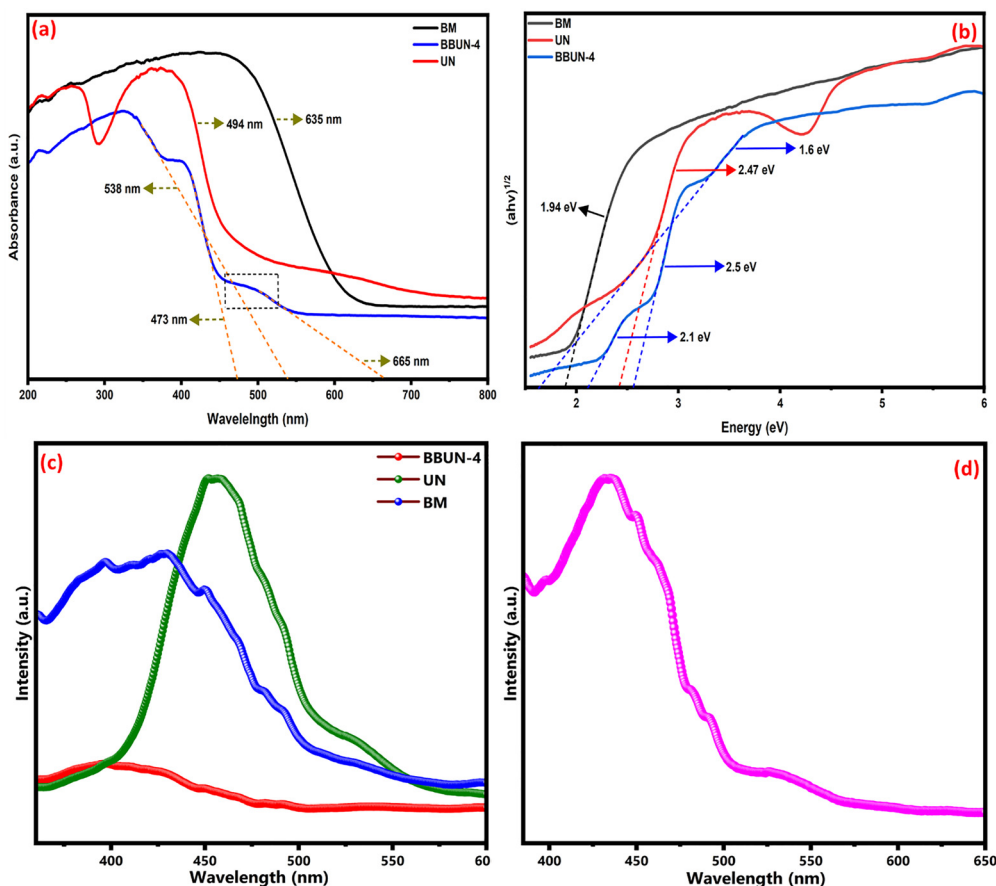 (a)
BM
BBUN-4
UN
494 nm
635 nm
538 nm
473 nm
665 nm
Absorbance (a.u.)
200 300 400 500 600 700 800
Wavelelngth (nm)
(b)
BM
UN
BBUN-4
1.6 eV
2.47 eV
1.94 eV
2.5 eV
2.1 eV
(ahv)1/2
2 3 4 5 6
Energy (eV)
(c)
BBUN-4
UN
BM
Intensity (a.u.)
400 450 500 550 60
Wavelength (nm)
(d)
Intensity (a.u.)
400 450 500 550 600 650
Wavelength (nm)